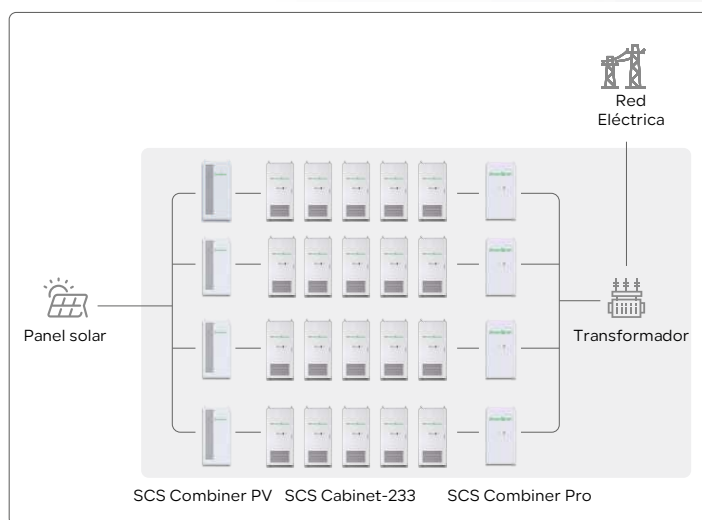 Red
Eléctrica
Panel solar
Transformador
SCS Combiner PV SCS Cabinet-233 SCS Combiner Pro